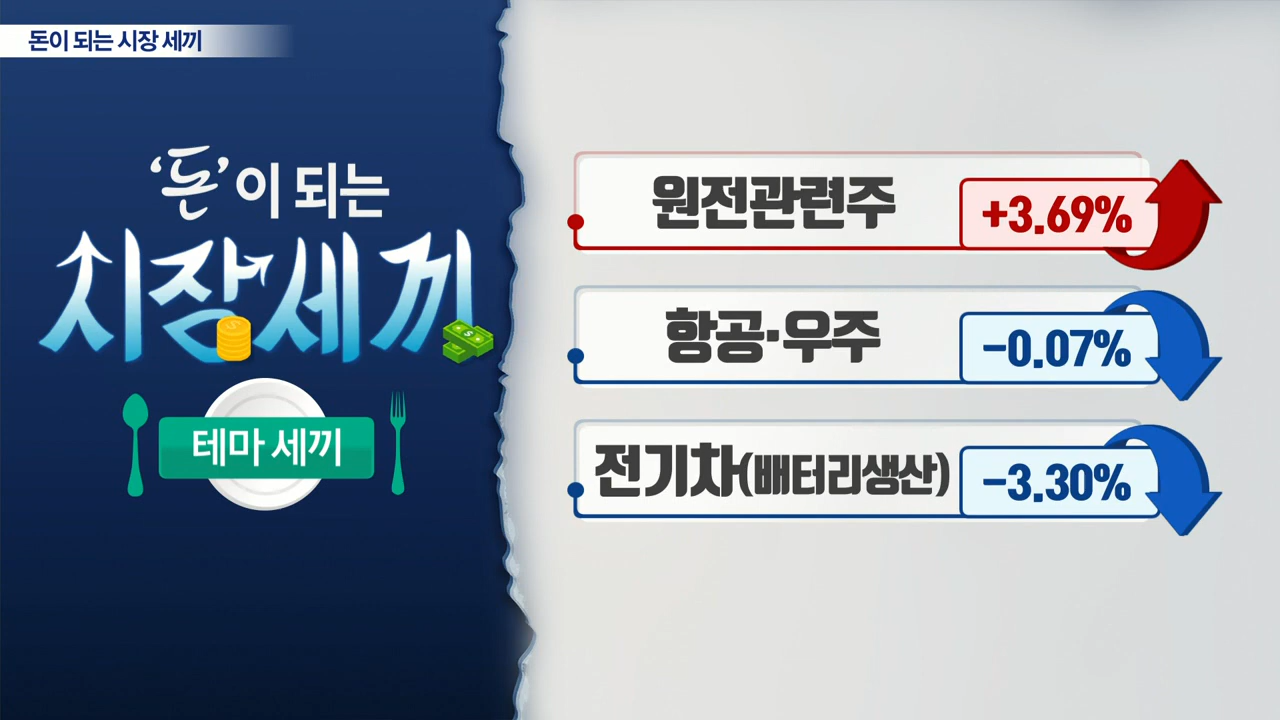 돈이 되는 시장 세끼
‘돈’이 되는
시장세끼
테마 세끼
원전관련주 +3.69%
항공·우주 -0.07%
전기차(배터리생산) -3.30%